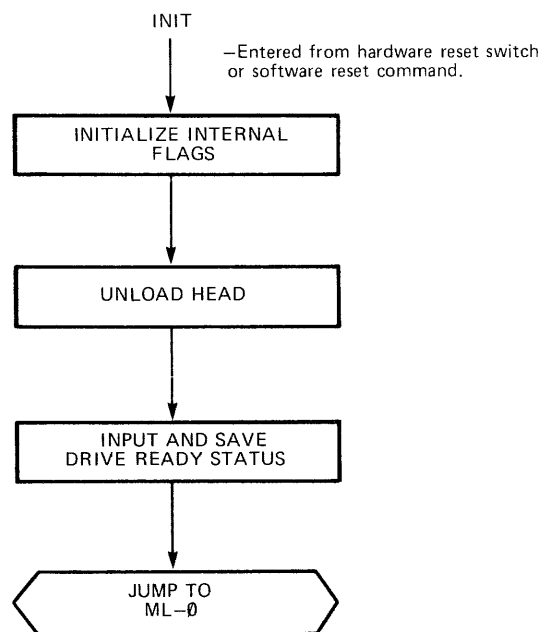 INIT
–Entered from hardware reset switch
or software reset command.
INITIALIZE INTERNAL
FLAGS
UNLOAD HEAD
INPUT AND SAVE
DRIVE READY STATUS
JUMP TO
ML–Ø